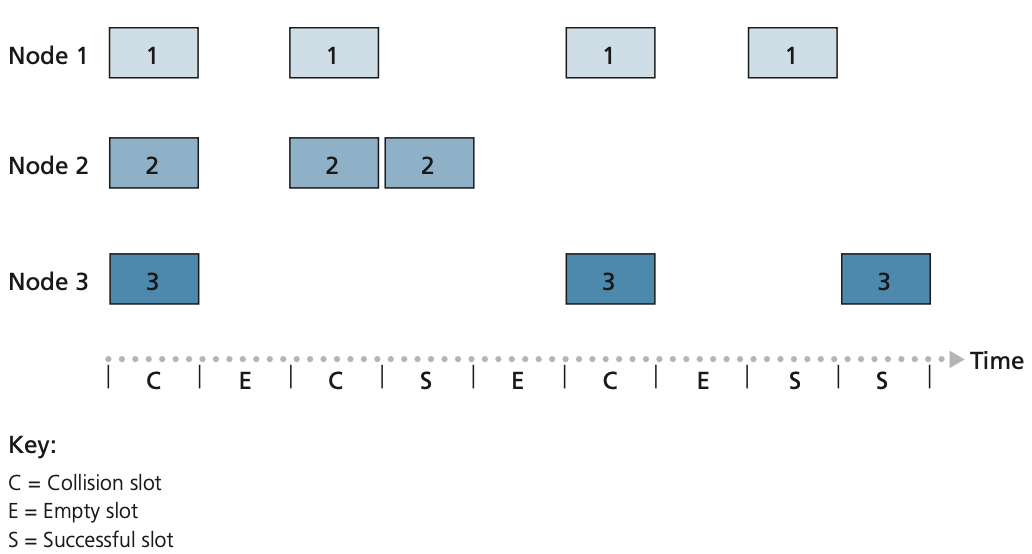 Node 1 1 1 1 1
Node 2 2 2 2
Node 3 3 3 3
Time
C E C S E C E S S
Key:
C = Collision slot
E = Empty slot
S = Successful slot